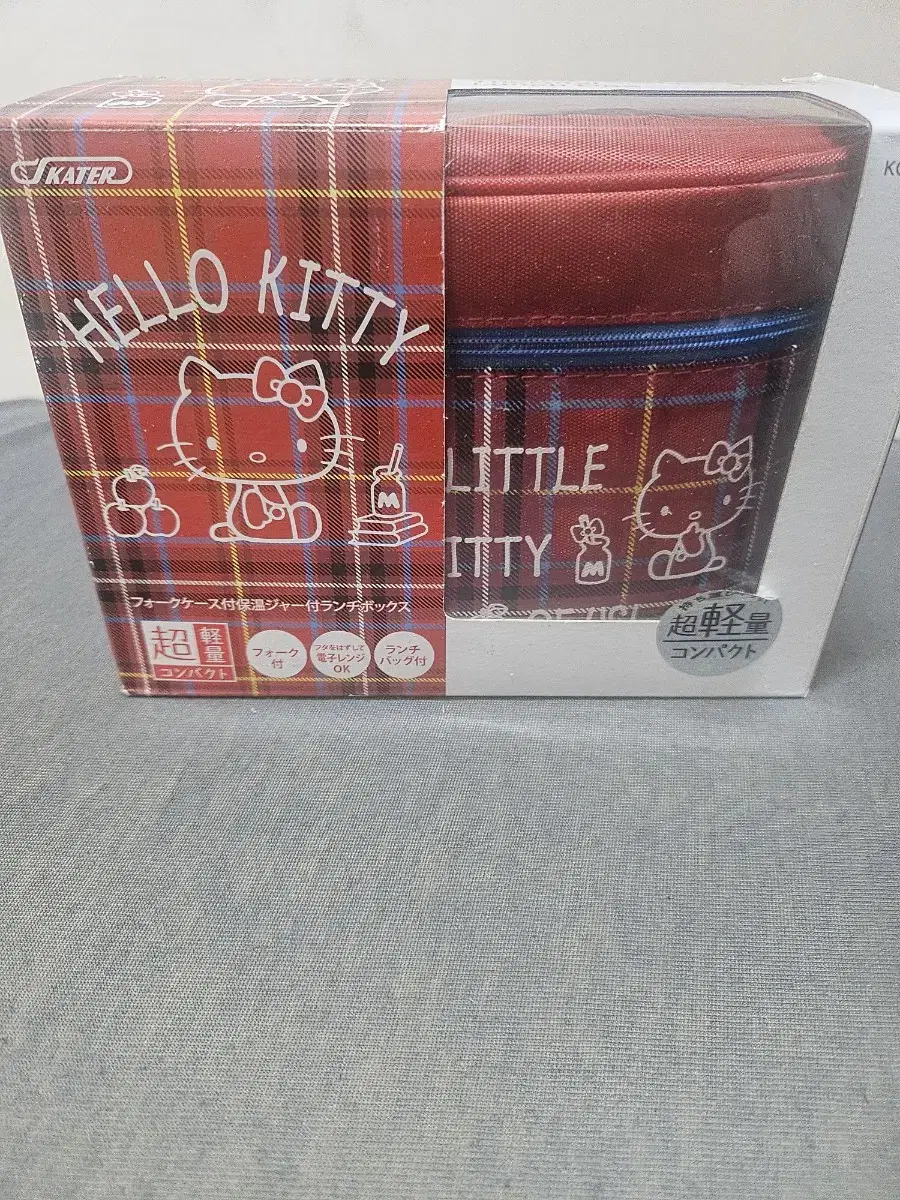 SKATER
HELLO KITTY
M
フォークケース付保温ジャー付ランチボックス
超軽量
コンパクト
フォーク
付
フタをはずして
電子レンジ
OK
ランチ
バッグ付
LITTLE
ITTY
M
超軽量
コンパクト